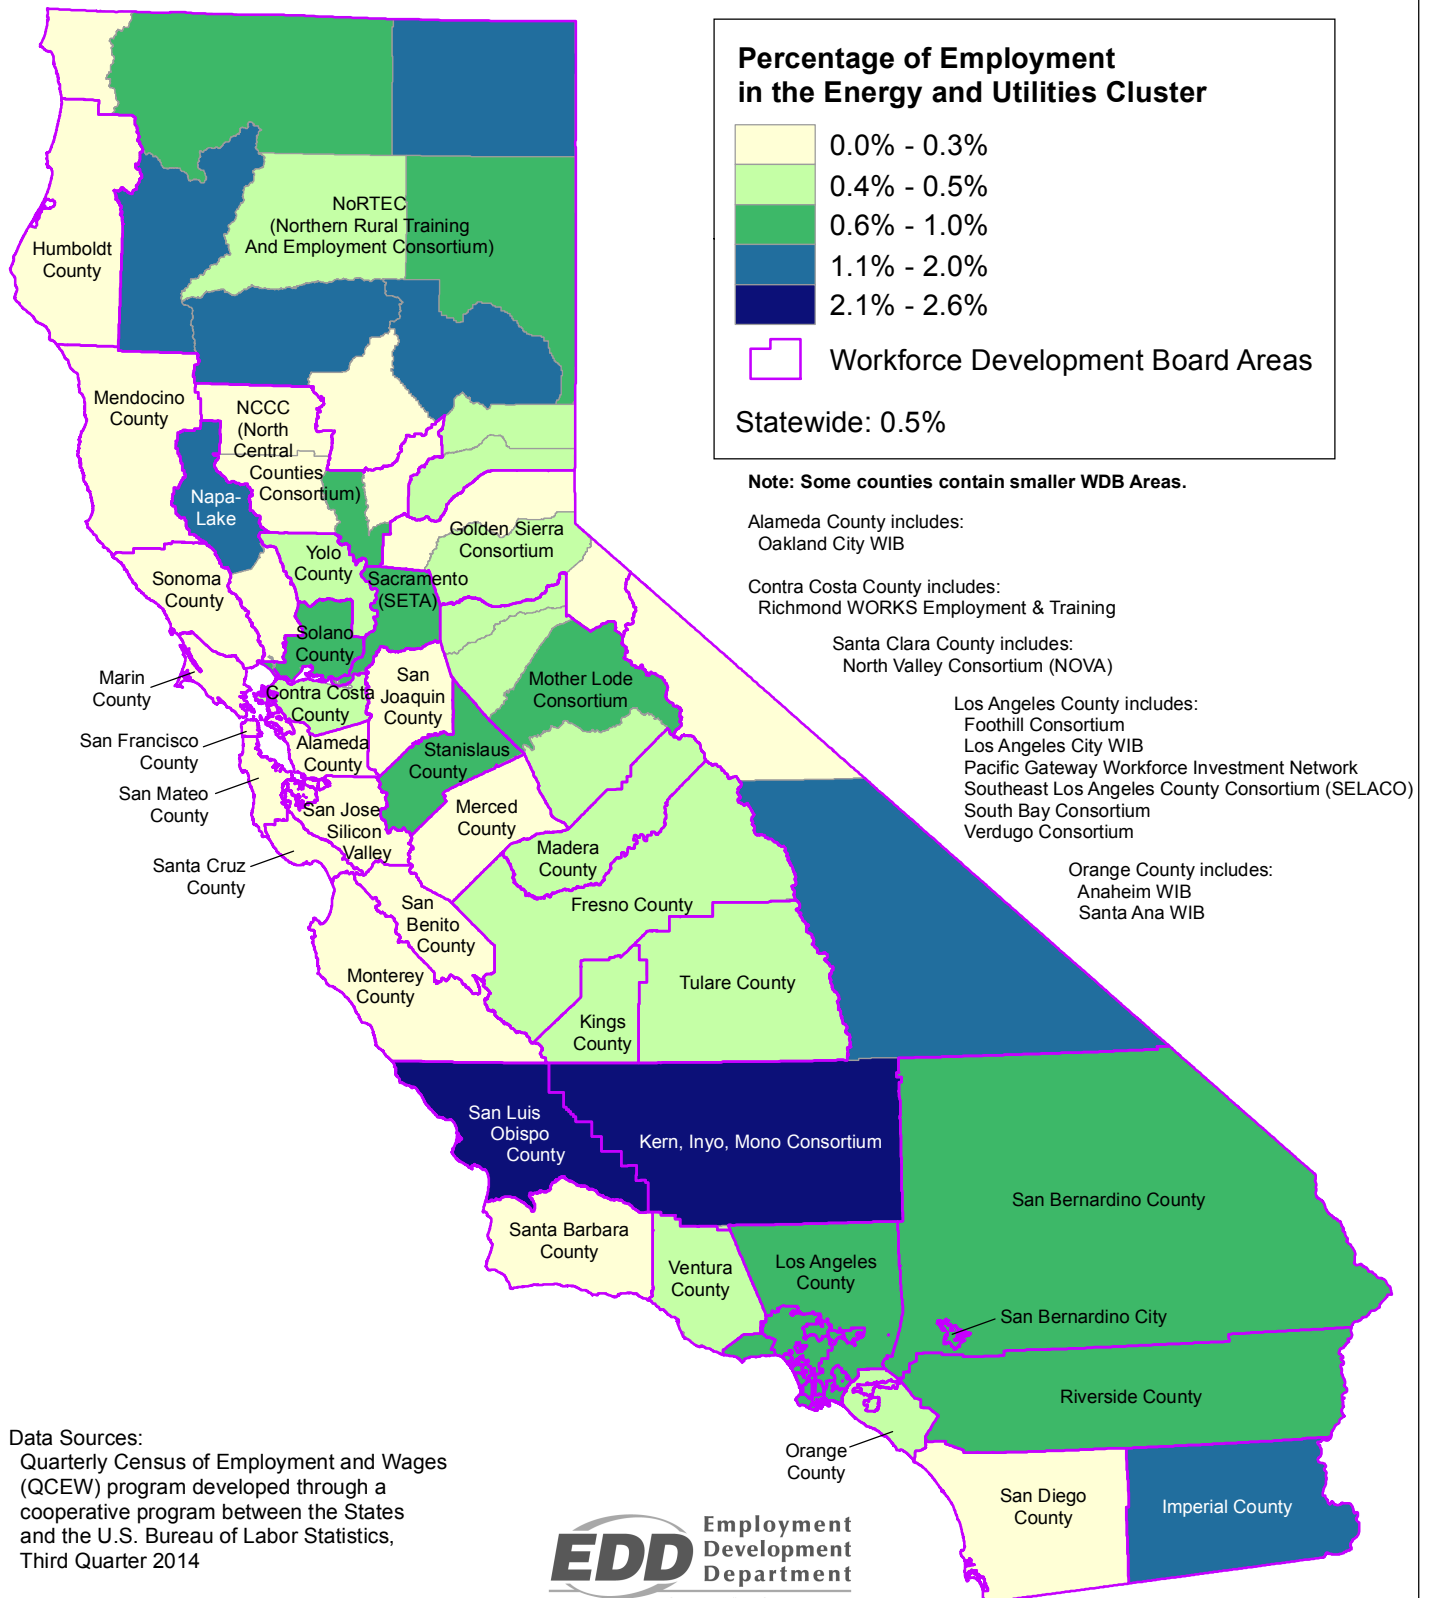 Percentage of Employment
in the Energy and Utilities Cluster
0.0% - 0.3%
0.4% - 0.5%
0.6% - 1.0%
1.1% - 2.0%
2.1% - 2.6%
Workforce Development Board Areas
Statewide: 0.5%
Note: Some counties contain smaller WDB Areas.
Alameda County includes:
Oakland City WIB
Contra Costa County includes:
Richmond WORKS Employment & Training
Santa Clara County includes:
North Valley Consortium (NOVA)
Los Angeles County includes:
Foothill Consortium
Los Angeles City WIB
Pacific Gateway Workforce Investment Network
Southeast Los Angeles County Consortium (SELACO)
South Bay Consortium
Verdugo Consortium
Orange County includes:
Anaheim WIB
Santa Ana WIB
NoRTEC
(Northern Rural Training
And Employment Consortium)
Humboldt
County
Mendocino
County
NCCC
(North
Central
Counties
Consortium)
Napa-
Lake
Golden Sierra
Consortium
Yolo
County
Sonoma
County
Sacramento
(SETA)
Solano
County
Marin
County
Contra Costa
County
San
Joaquin
County
Mother Lode
Consortium
San Francisco
County
Alameda
County
Stanislaus
County
San Mateo
County
San Jose
Silicon
Valley
Merced
County
Santa Cruz
County
Madera
County
San
Benito
County
Fresno County
Monterey
County
Tulare County
Kings
County
San Luis
Obispo
County
Kern, Inyo, Mono Consortium
San Bernardino County
Santa Barbara
County
Ventura
County
Los Angeles
County
San Bernardino City
Riverside County
Orange
County
San Diego
County
Imperial County
Data Sources:
Quarterly Census of Employment and Wages
(QCEW) program developed through a
cooperative program between the States
and the U.S. Bureau of Labor Statistics,
Third Quarter 2014
EDD
Employment
Development
Department